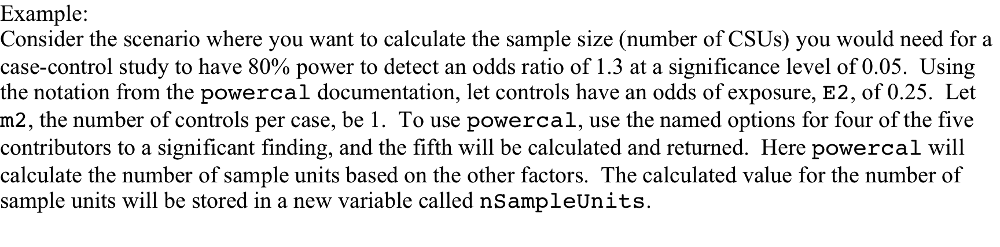 Example:
Consider the scenario where you want to calculate the sample size (number of CSUs) you would need for a
case-control study to have 80% power to detect an odds ratio of 1.3 at a significance level of 0.05.  Using
the notation from the powercal documentation, let controls have an odds of exposure, E2, of 0.25.  Let
m2, the number of controls per case, be 1.  To use powercal, use the named options for four of the five
contributors to a significant finding, and the fifth will be calculated and returned.  Here powercal will
calculate the number of sample units based on the other factors.  The calculated value for the number of
sample units will be stored in a new variable called nSampleUnits.